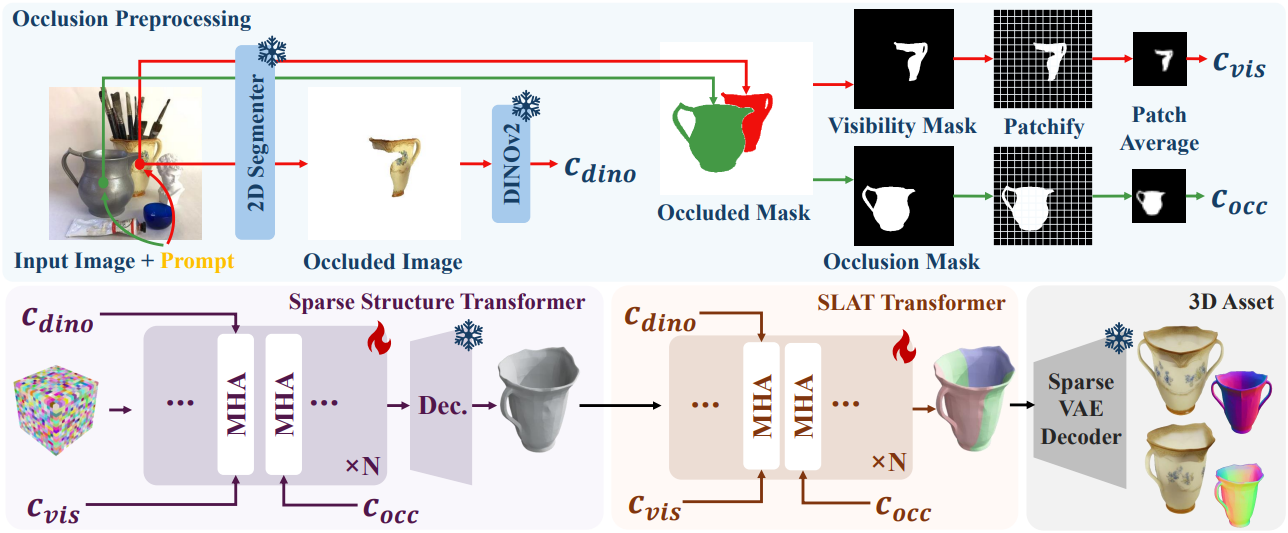 Occlusion Preprocessing
2D Segmenter
DINOv2
c_dino
Input Image + Prompt
Occluded Image
Occluded Mask
Visibility Mask
Patchify
Patch
Average
c_vis
Occlusion Mask
c_occ
Sparse Structure Transformer
c_dino
...
MHA
MHA
...
×N
Dec.
c_vis
c_occ
SLAT Transformer
c_dino
...
MHA
MHA
...
×N
c_vis
c_occ
3D Asset
Sparse
VAE
Decoder